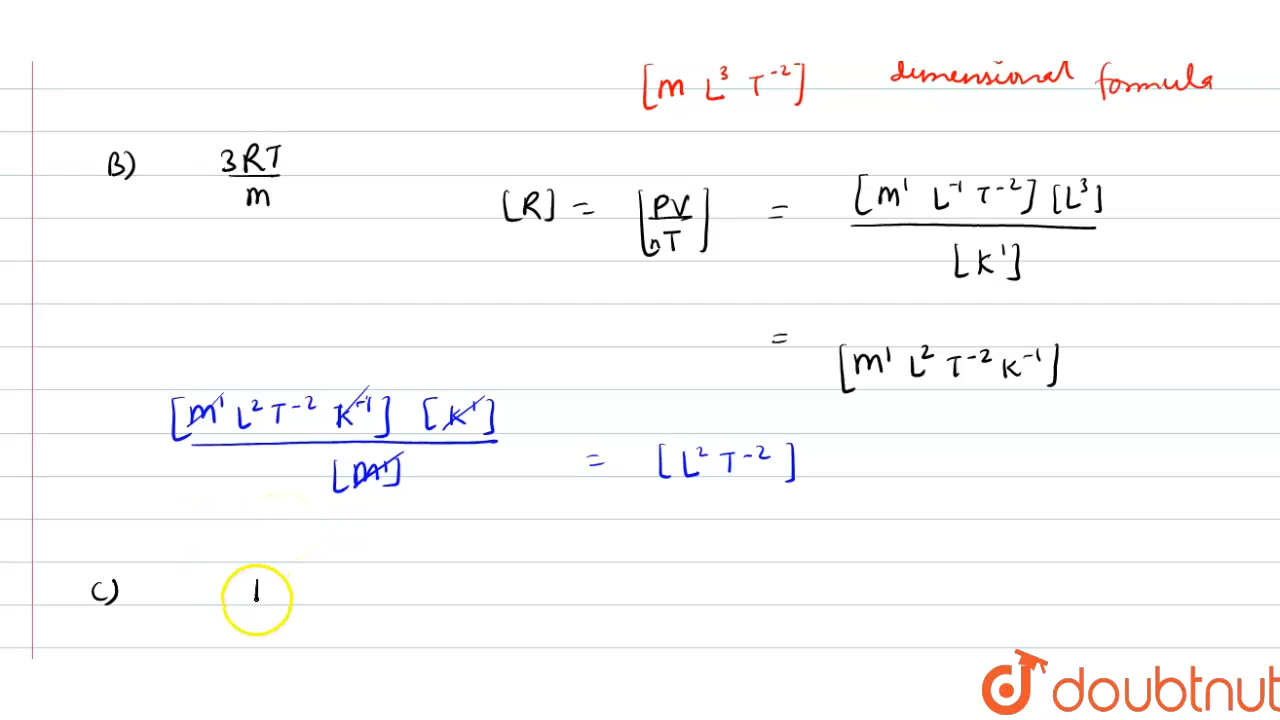 [M L³ T⁻²] dimensional formula
B) 3RT/m
[R] = [PV/nT] = [M¹ L⁻¹ T⁻²] [L³] / [K¹]
= [M¹ L² T⁻² K⁻¹]
[M¹ L² T⁻² K⁻¹] [K¹] / [M¹] = [L² T⁻²]
C) 1
doubtnut